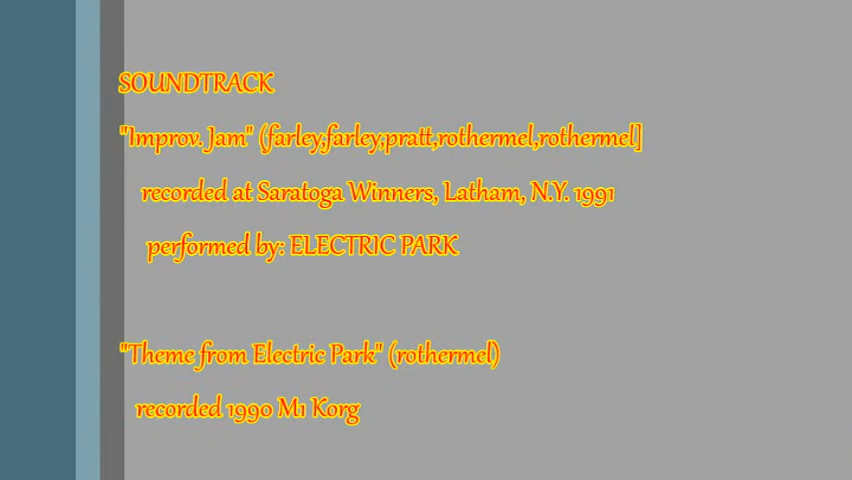 SOUNDTRACK
"Improv. Jam" (farley,farley,pratt,rothermel,rothermel]
recorded at Saratoga Winners, Latham, N.Y. 1991
performed by: ELECTRIC PARK
"Theme from Electric Park" (rothermel)
recorded 1990 M1 Korg